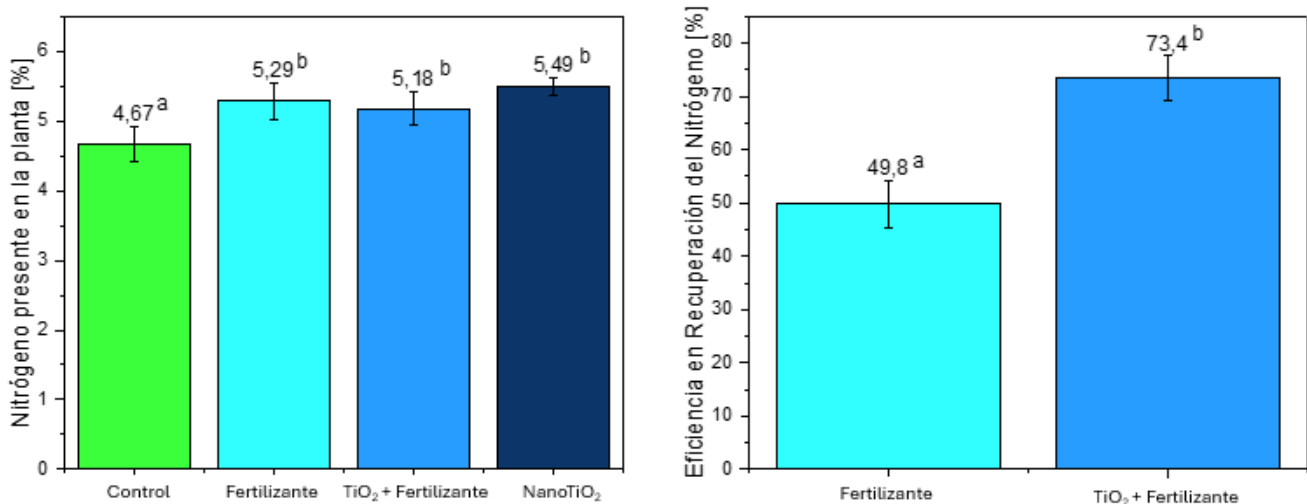 Nitrógeno presente en la planta [%]
6
5
4
3
2
1
0
4,67 a
5,29 b
5,18 b
5,49 b
Control
Fertilizante
TiO₂ + Fertilizante
NanoTiO₂
Eficiencia en Recuperación del Nitrógeno [%]
80
70
60
50
40
30
20
10
0
49,8 a
73,4 b
Fertilizante
TiO₂ + Fertilizante